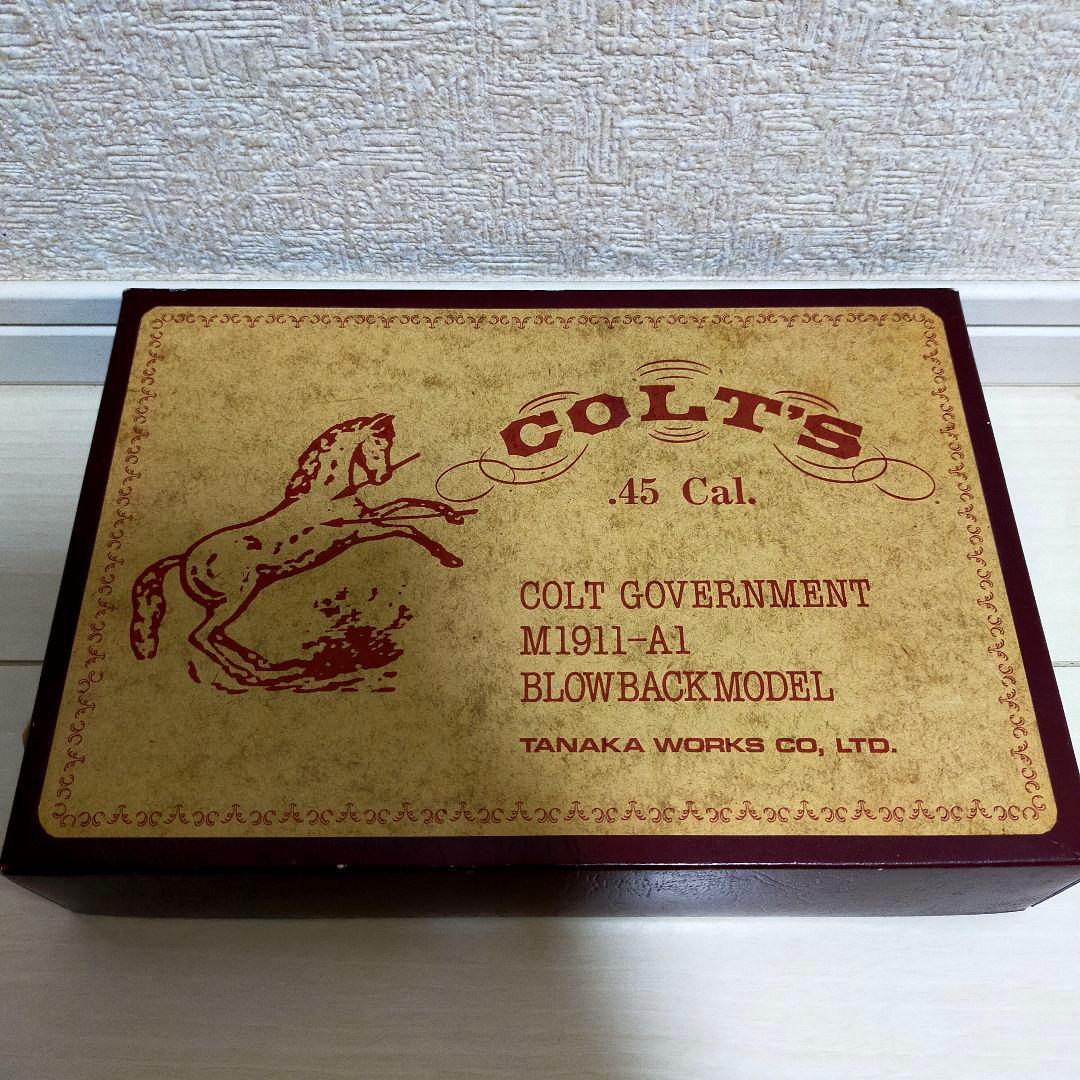 COLT'S
.45 Cal.
COLT GOVERNMENT
M1911-A1
BLOWBACKMODEL
TANAKA WORKS CO, LTD.